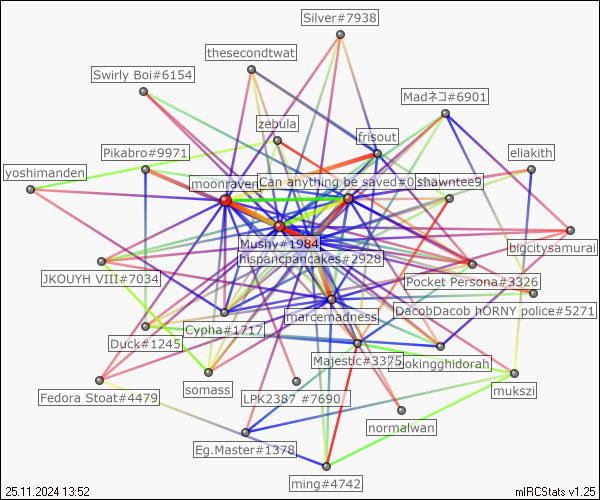 Silver#7938
thesecondtwat
Swirly Boi#6154
Madネコ#6901
zebula
frisout
Pikabro#9971
eliakith
yoshimanden
moonraven
Can anything be saved#0
shawntee9
Mushy#1984
bigcitysamurai
hispancpancakes#2928
JKOUYH VIII#7034
Pocket Persona#3326
DacobDacob hORNY police#5271
marcemadness
Cypha#1717
Duck#1245
Majestic#3375
ookingghidorah
somass
mukszi
Fedora Stoat#4479
LPK2387 #7690
normalwan
Eg.Master#1378
ming#4742
25.11.2024 13:52
mIRCStats v1.25